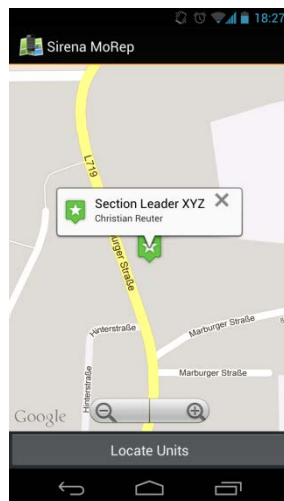 18:27
Sirena MoRep
L719
Section Leader XYZ
Christian Reuter
burger Straße
Hinterstraße
Marburger Straße
Marburger Straße
Hinterstraße
Google
Locate Units